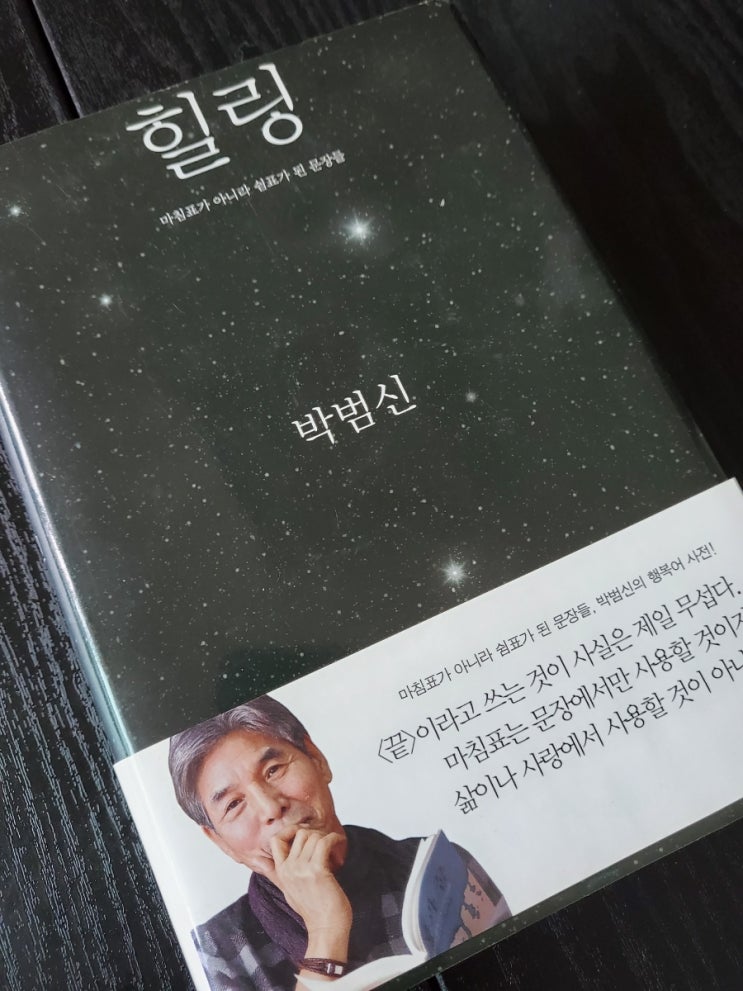 힐링
마침표가 아니라 쉼표가 된 문장들
박범신
마침표가 아니라 쉼표가 된 문장들, 박범신의 행복어 사전!
〈끝〉이라고 쓰는 것이 사실은 제일 무섭다.
마침표는 문장에서만 사용할 것이지
삶이나 사랑에서 사용할 것이 아니